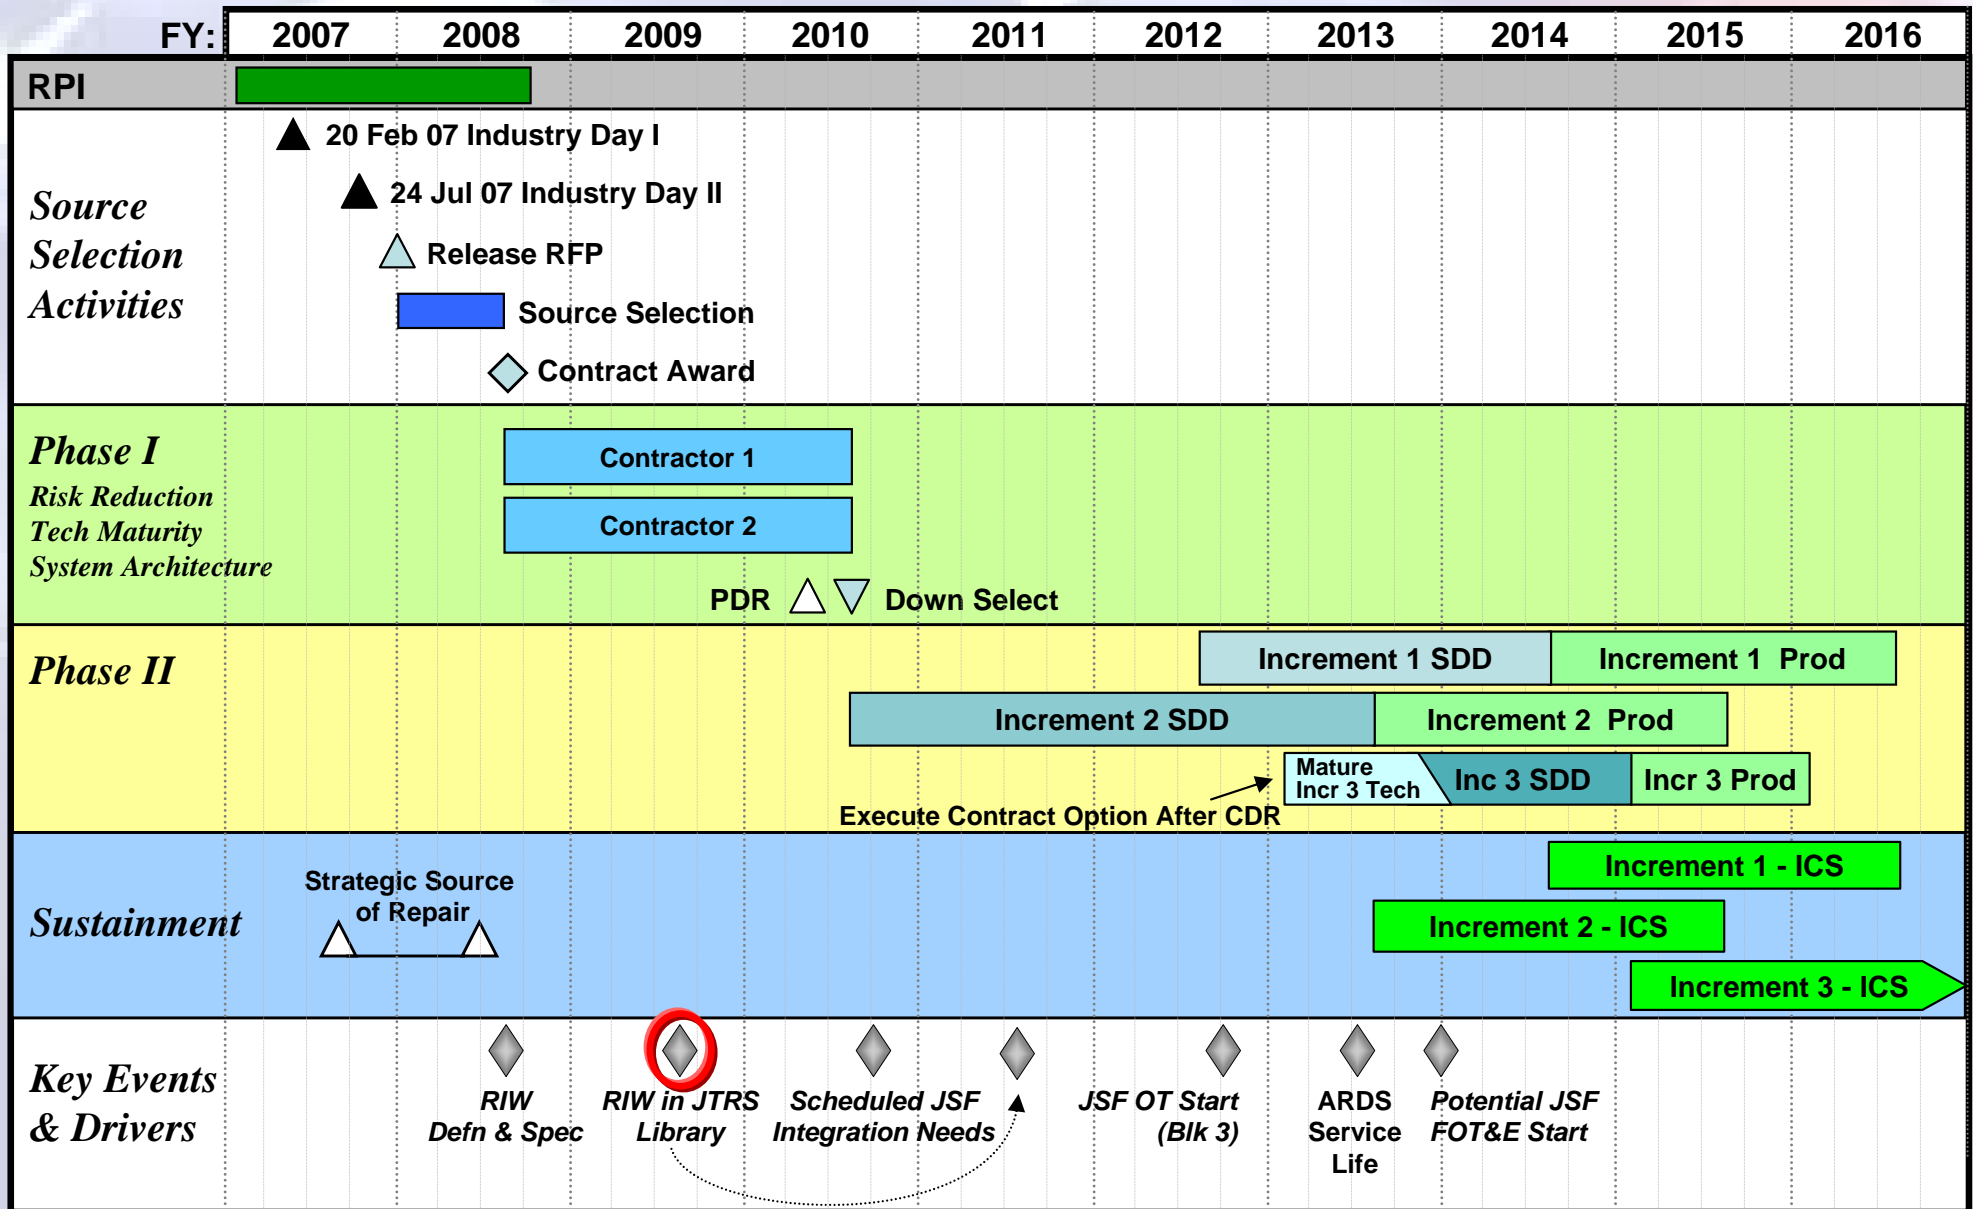 FY: 2007 2008 2009 2010 2011 2012 2013 2014 2015 2016
RPI
Source
Selection
Activities
20 Feb 07 Industry Day I
24 Jul 07 Industry Day II
Release RFP
Source Selection
Contract Award
Phase I
Risk Reduction
Tech Maturity
System Architecture
Contractor 1
Contractor 2
PDR
Down Select
Phase II
Increment 1 SDD
Increment 1 Prod
Increment 2 SDD
Increment 2 Prod
Mature
Incr 3 Tech
Inc 3 SDD
Incr 3 Prod
Execute Contract Option After CDR
Sustainment
Strategic Source
of Repair
Increment 1 - ICS
Increment 2 - ICS
Increment 3 - ICS
Key Events
& Drivers
RIW
Defn & Spec
RIW in JTRS
Library
Scheduled JSF
Integration Needs
JSF OT Start
(Blk 3)
ARDS
Service
Life
Potential JSF
FOT&E Start